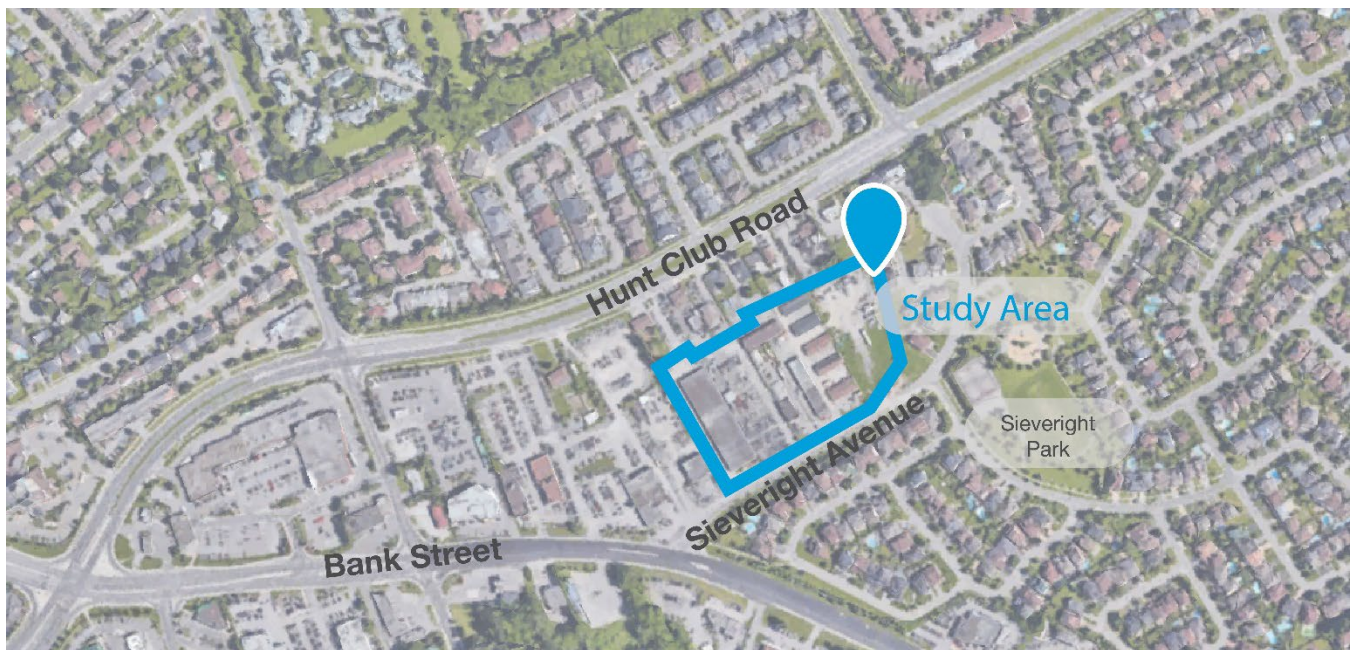 Hunt Club Road
Study Area
Sieveright
Park
Sieveright Avenue
Bank Street